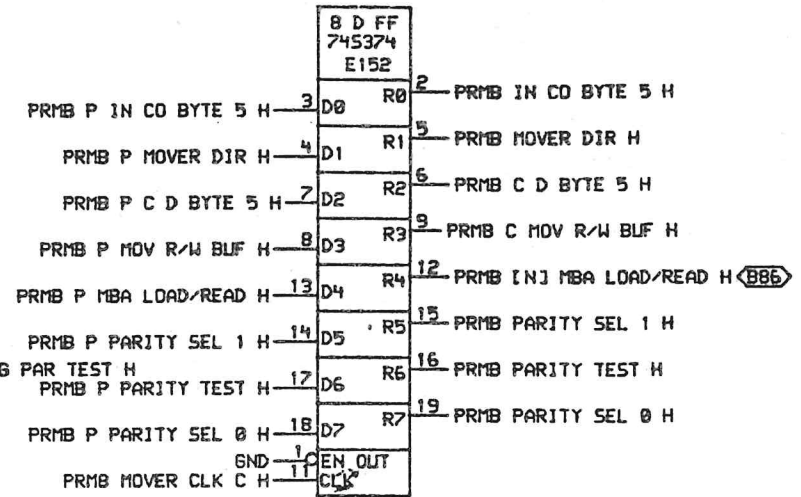 8 D FF
74S374
E152
PRMB P IN CO BYTE 5 H 3 D0 R0 2 PRMB IN CO BYTE 5 H
PRMB P MOVER DIR H 4 D1 R1 5 PRMB MOVER DIR H
PRMB P C D BYTE 5 H 7 D2 R2 6 PRMB C D BYTE 5 H
PRMB P MOV R/W BUF H 8 D3 R3 9 PRMB C MOV R/W BUF H
PRMB P MBA LOAD/READ H 13 D4 R4 12 PRMB [N] MBA LOAD/READ H B86
PRMB P PARITY SEL 1 H 14 D5 R5 15 PRMB PARITY SEL 1 H
G PAR TEST H
PRMB P PARITY TEST H 17 D6 R6 16 PRMB PARITY TEST H
PRMB P PARITY SEL 0 H 18 D7 R7 19 PRMB PARITY SEL 0 H
GND 1 EN OUT
PRMB MOVER CLK C H 11 CLK